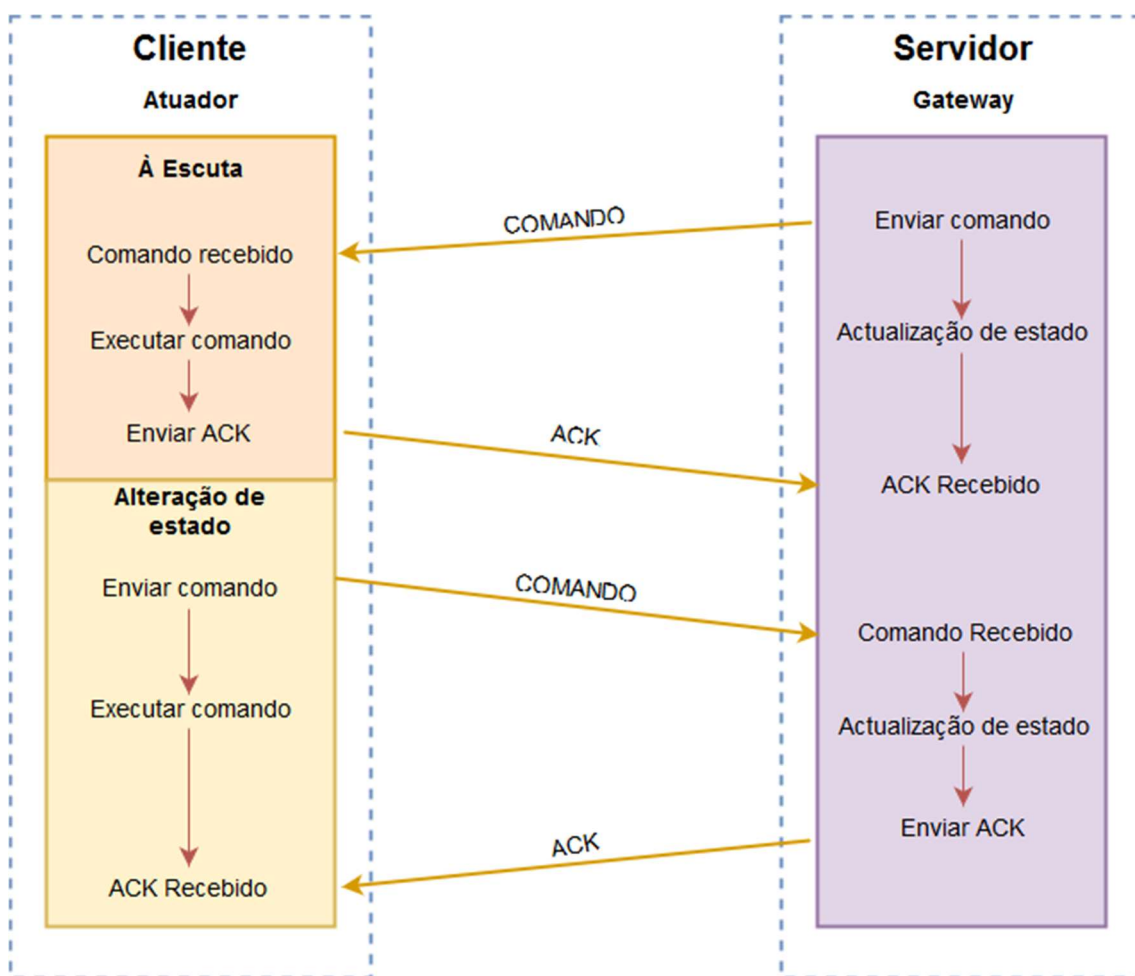 Cliente
Atuador
À Escuta
Comando recebido
Executar comando
Enviar ACK
Alteração de
estado
Enviar comando
Executar comando
ACK Recebido
COMANDO
ACK
COMANDO
ACK
Servidor
Gateway
Enviar comando
Actualização de estado
ACK Recebido
Comando Recebido
Actualização de estado
Enviar ACK